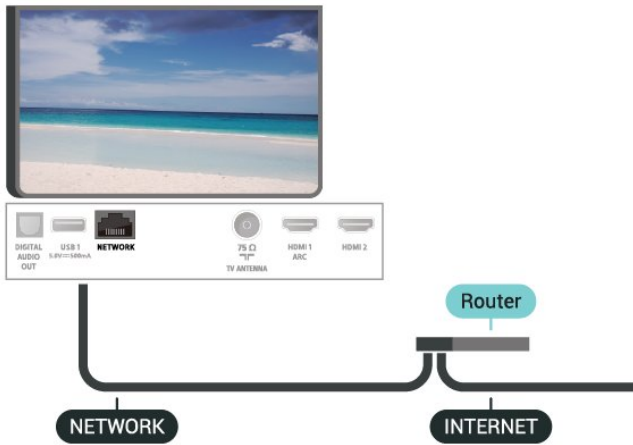 DIGITAL
AUDIO
OUT
USB 1
5.0V⎓500mA
NETWORK
75 Ω
TV ANTENNA
HDMI 1
ARC
HDMI 2
Router
NETWORK
INTERNET